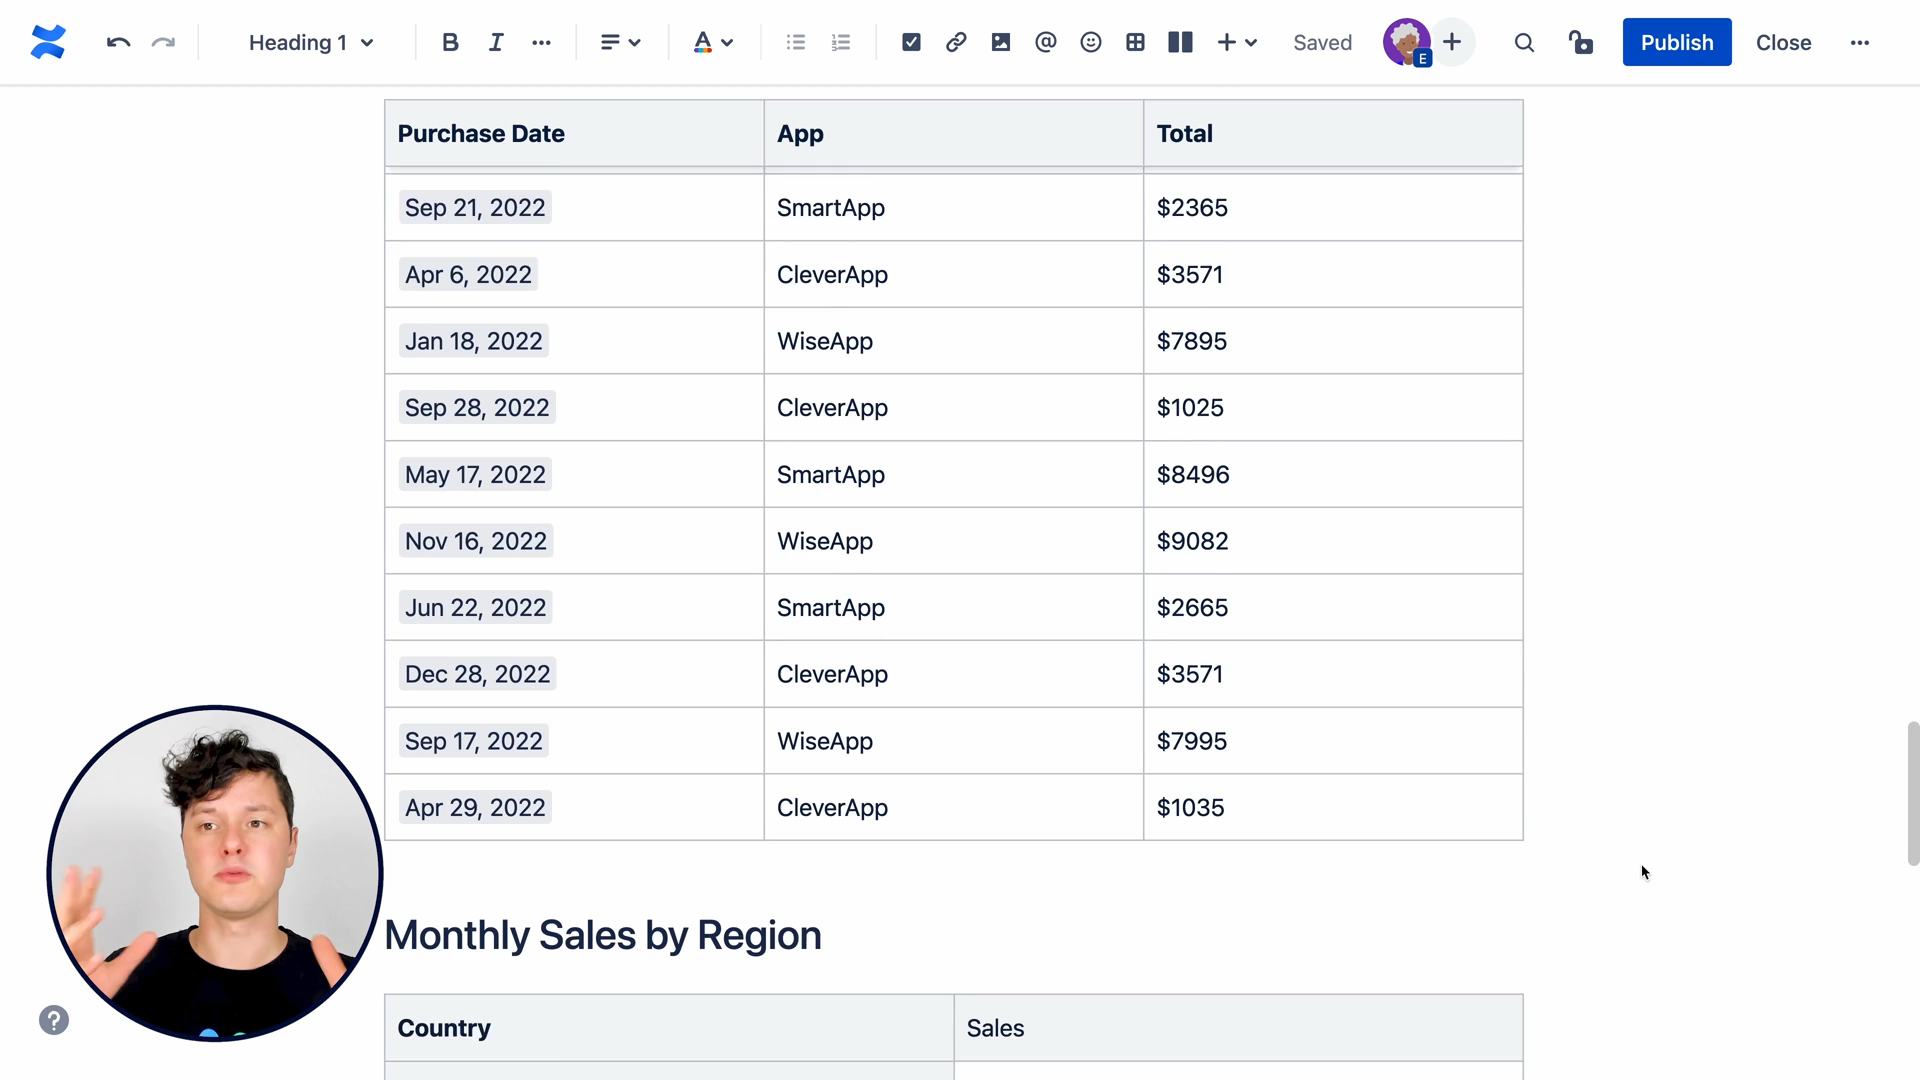 Heading 1
B I A Saved E Publish Close
Purchase Date App Total
Sep 21, 2022 SmartApp $2365
Apr 6, 2022 CleverApp $3571
Jan 18, 2022 WiseApp $7895
Sep 28, 2022 CleverApp $1025
May 17, 2022 SmartApp $8496
Nov 16, 2022 WiseApp $9082
Jun 22, 2022 SmartApp $2665
Dec 28, 2022 CleverApp $3571
Sep 17, 2022 WiseApp $7995
Apr 29, 2022 CleverApp $1035
Monthly Sales by Region
Country Sales